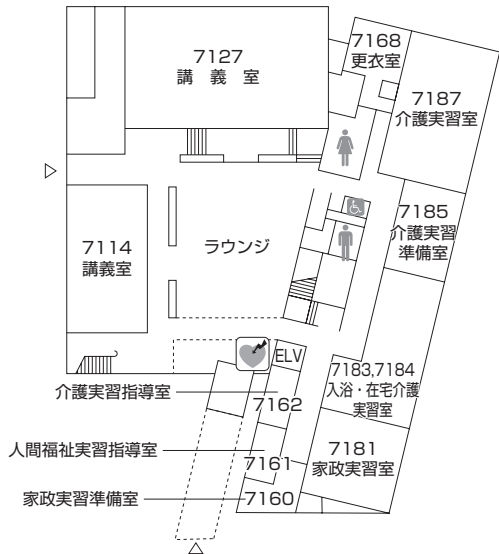 7127
講 義 室
7168
更衣室
7187
介護実習室
7185
介護実習
準備室
7114
講義室
ラウンジ
ELV
7183,7184
入浴・在宅介護
実習室
介護実習指導室
7162
7181
家政実習室
人間福祉実習指導室
7161
家政実習準備室
7160